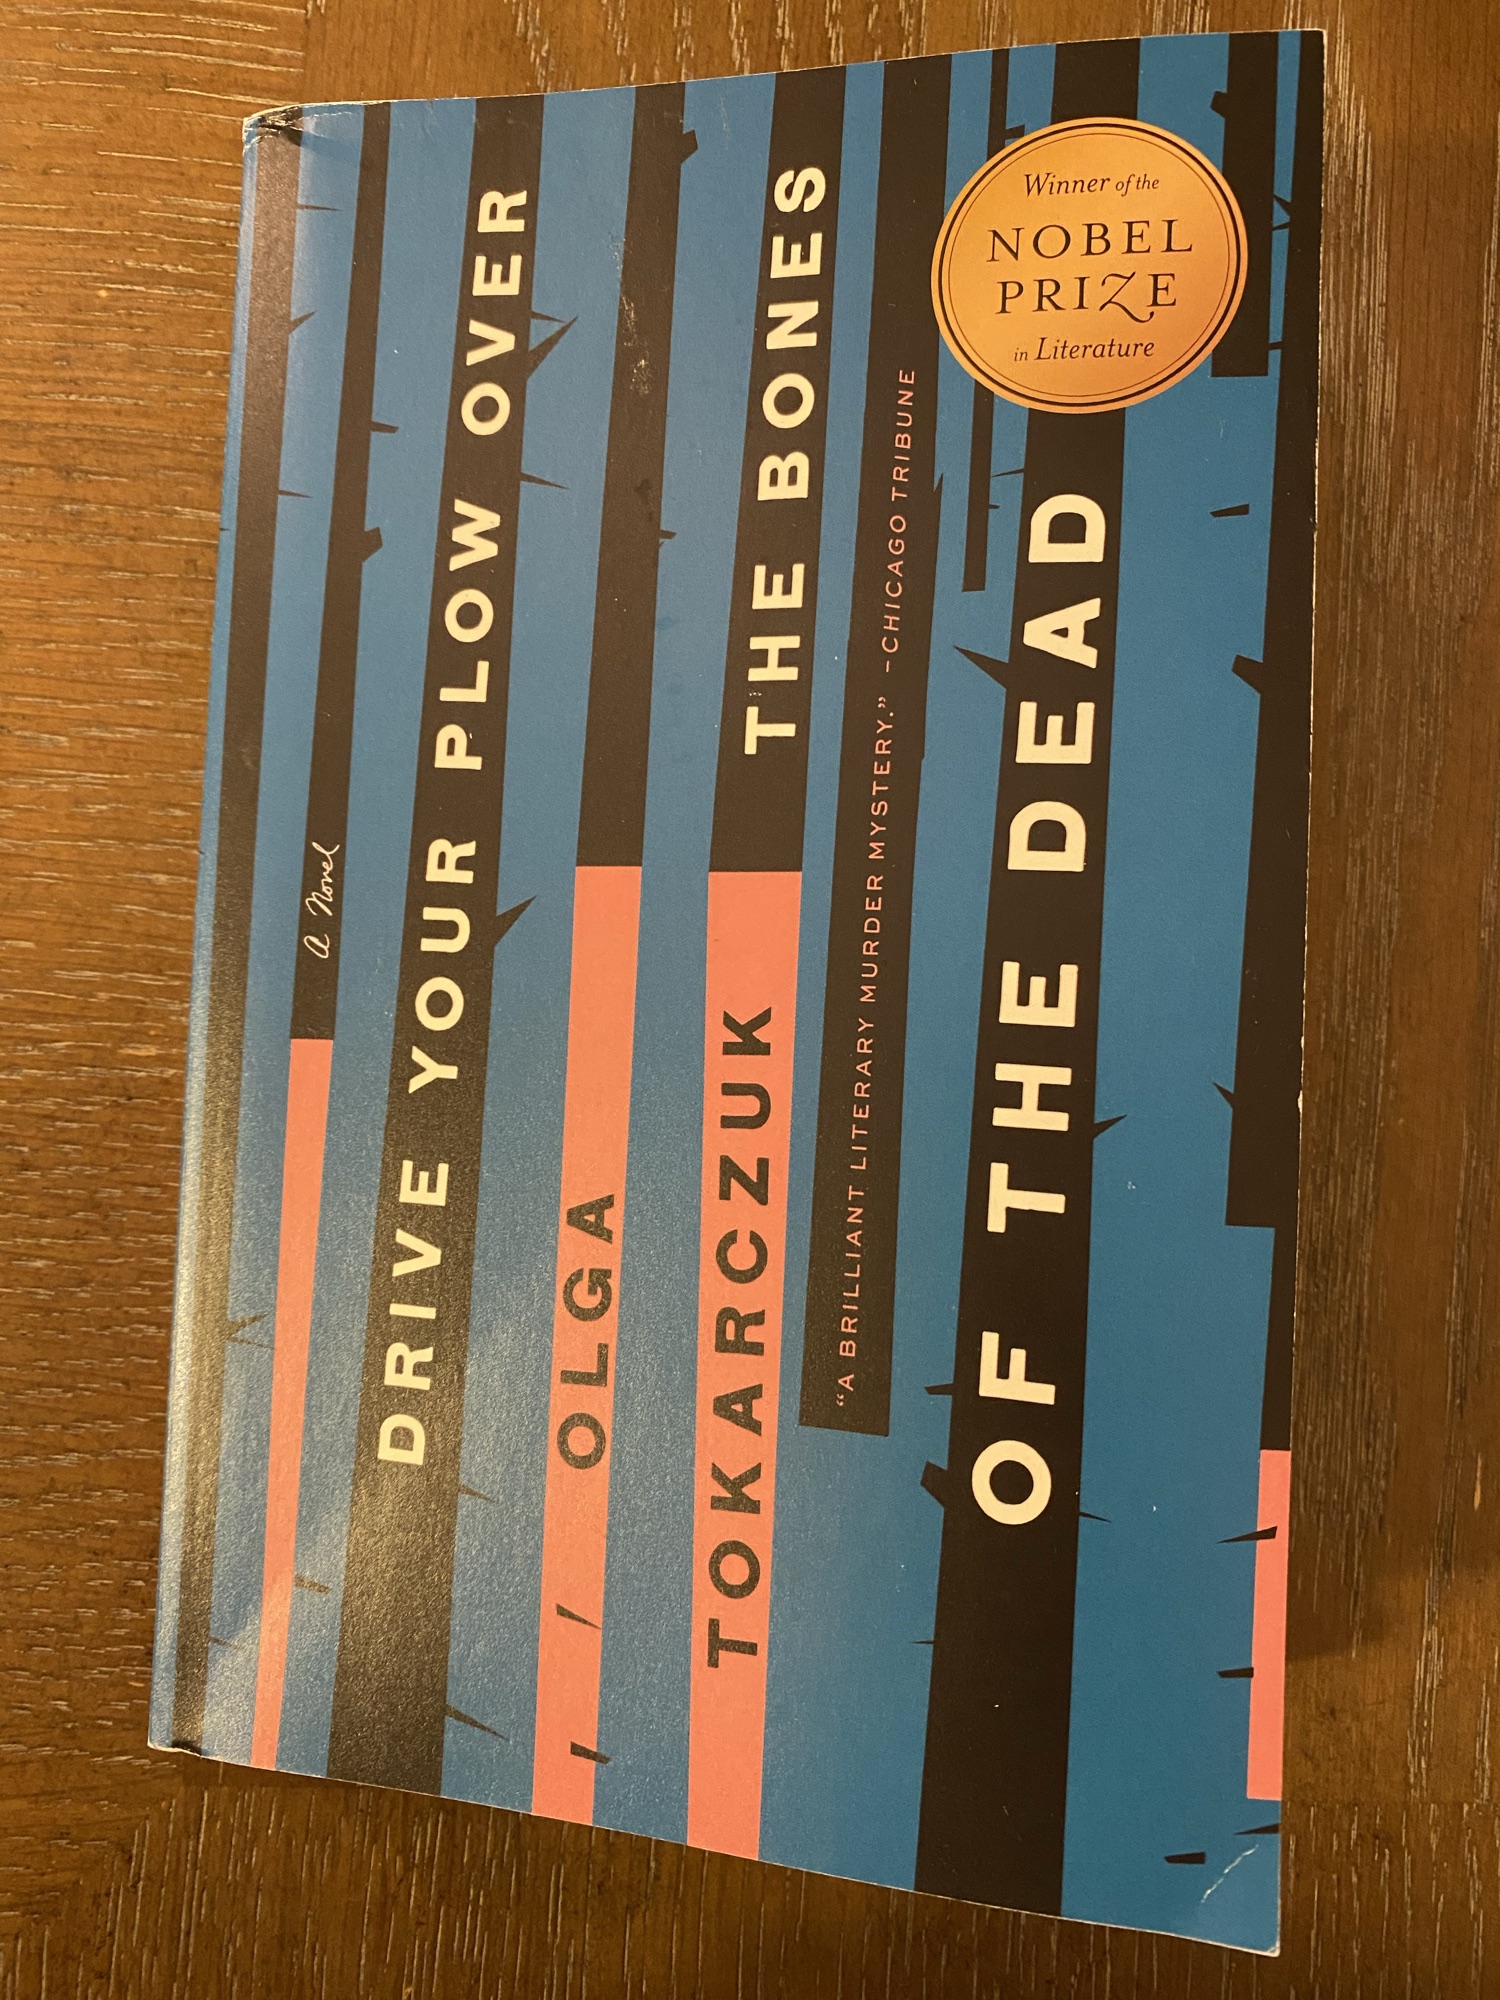 a Novel
DRIVE YOUR PLOW OVER
THE BONES
OF THE DEAD
OLGA
TOKARCZUK
“A BRILLIANT LITERARY MURDER MYSTERY.” –CHICAGO TRIBUNE
Winner of the
NOBEL
PRIZE
in Literature